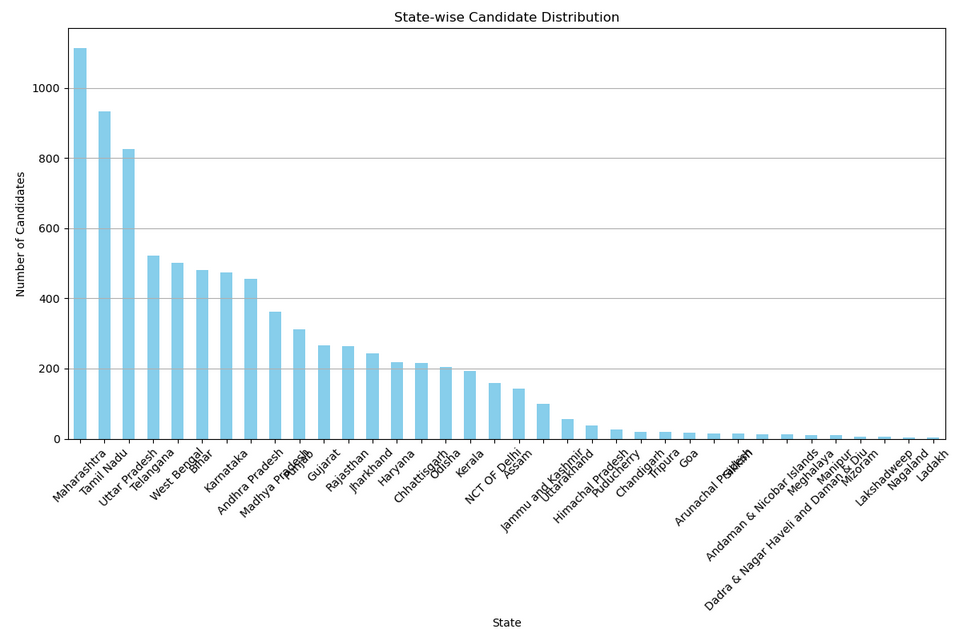 State-wise Candidate Distribution
Number of Candidates
1000
800
600
400
200
0
Maharashtra
Tamil Nadu
Uttar Pradesh
Telangana
West Bengal
Bihar
Karnataka
Andhra Pradesh
Madhya Pradesh
Punjab
Gujarat
Rajasthan
Jharkhand
Haryana
Chhattisgarh
Odisha
Kerala
NCT OF Delhi
Assam
Jammu and Kashmir
Uttarakhand
Himachal Pradesh
Puducherry
Chandigarh
Tripura
Goa
Arunachal Pradesh
Sikkim
Andaman & Nicobar Islands
Meghalaya
Manipur
Dadra & Nagar Haveli and Daman & Diu
Mizoram
Lakshadweep
Nagaland
Ladakh
State